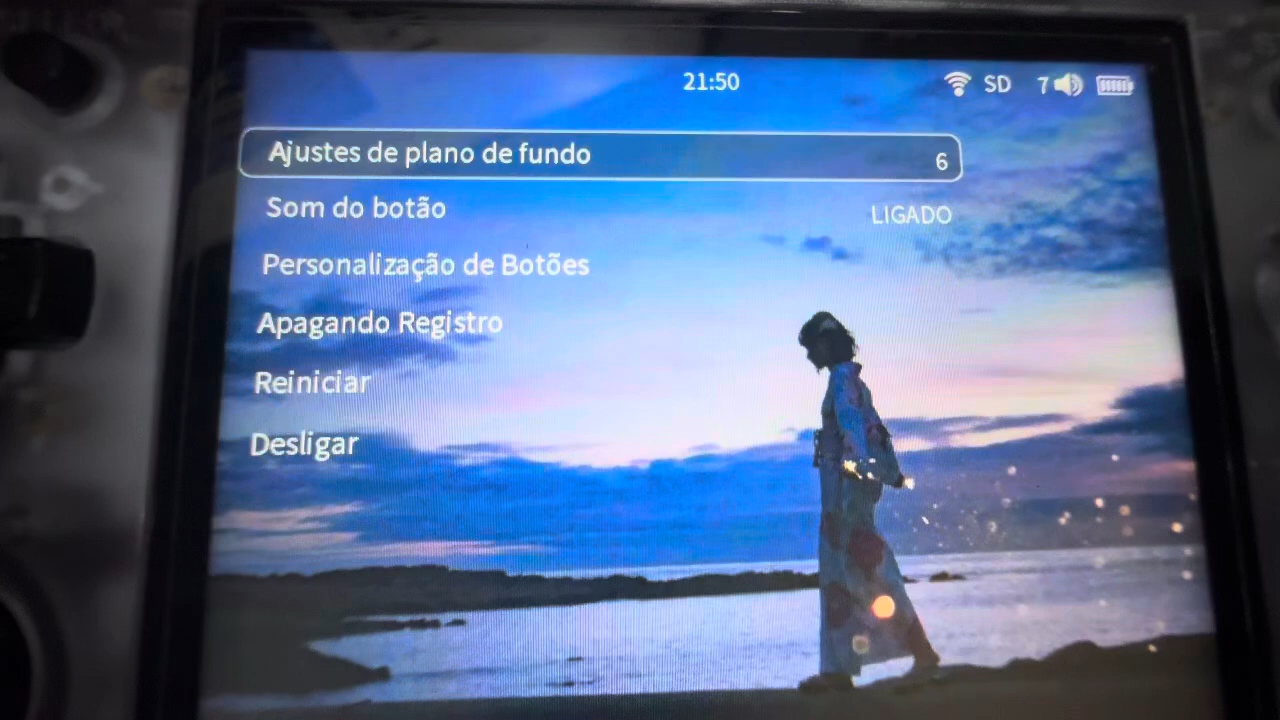 21:50
SD
7
Ajustes de plano de fundo
6
Som do botão
LIGADO
Personalização de Botões
Apagando Registro
Reiniciar
Desligar